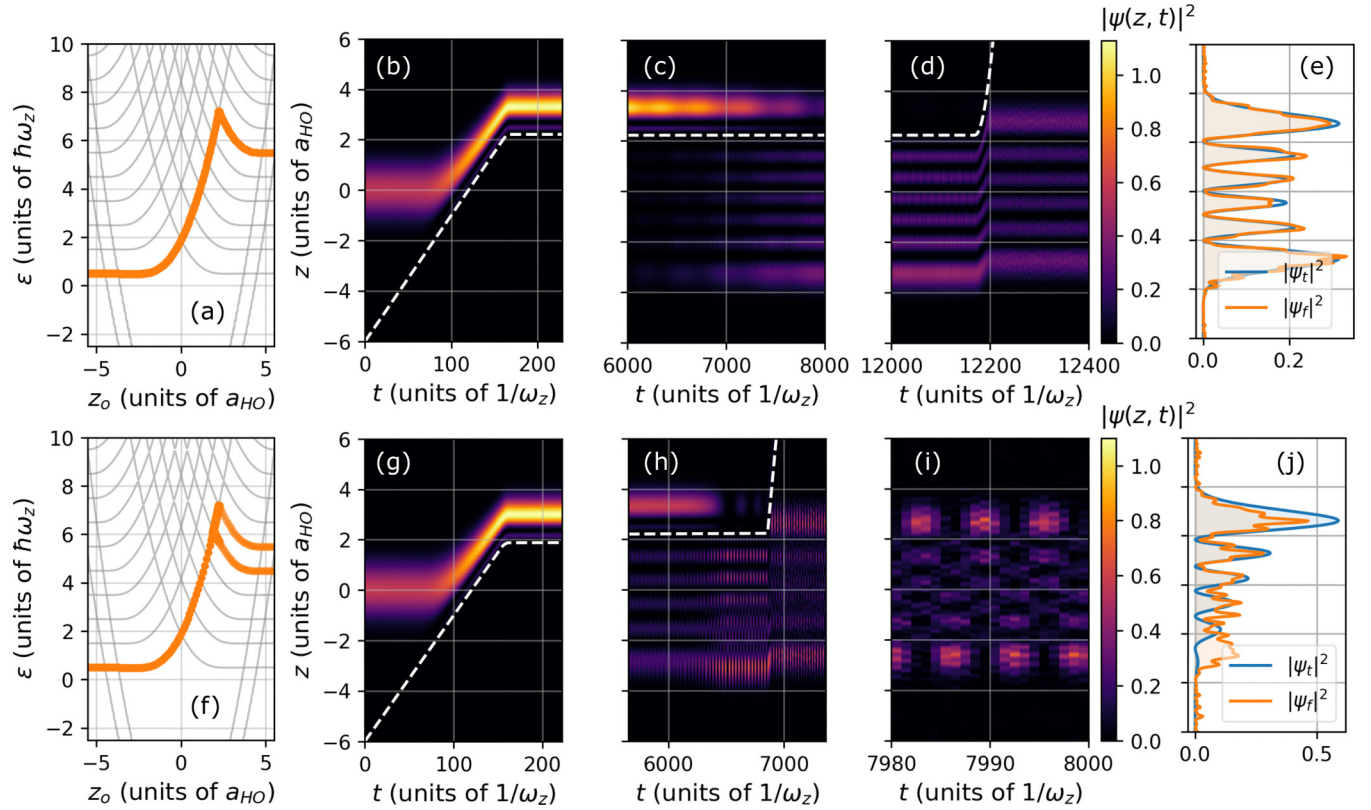 |ψ(z, t)|²
10
8
6
4
2
0
−2
ε (units of ħω_z)
(a)
−5 0 5
z_o (units of a_HO)
6
4
2
0
−2
−4
−6
z (units of a_HO)
(b)
0 100 200
t (units of 1/ω_z)
(c)
6000 7000 8000
t (units of 1/ω_z)
(d)
12000 12200 12400
t (units of 1/ω_z)
1.0
0.8
0.6
0.4
0.2
0.0
(e)
|ψ_t|²
|ψ_f|²
0.0 0.2
|ψ(z, t)|²
10
8
6
4
2
0
−2
ε (units of ħω_z)
(f)
−5 0 5
z_o (units of a_HO)
6
4
2
0
−2
−4
−6
z (units of a_HO)
(g)
0 100 200
t (units of 1/ω_z)
(h)
6000 7000
t (units of 1/ω_z)
(i)
7980 7990 8000
t (units of 1/ω_z)
1.0
0.8
0.6
0.4
0.2
0.0
(j)
|ψ_t|²
|ψ_f|²
0.0 0.5